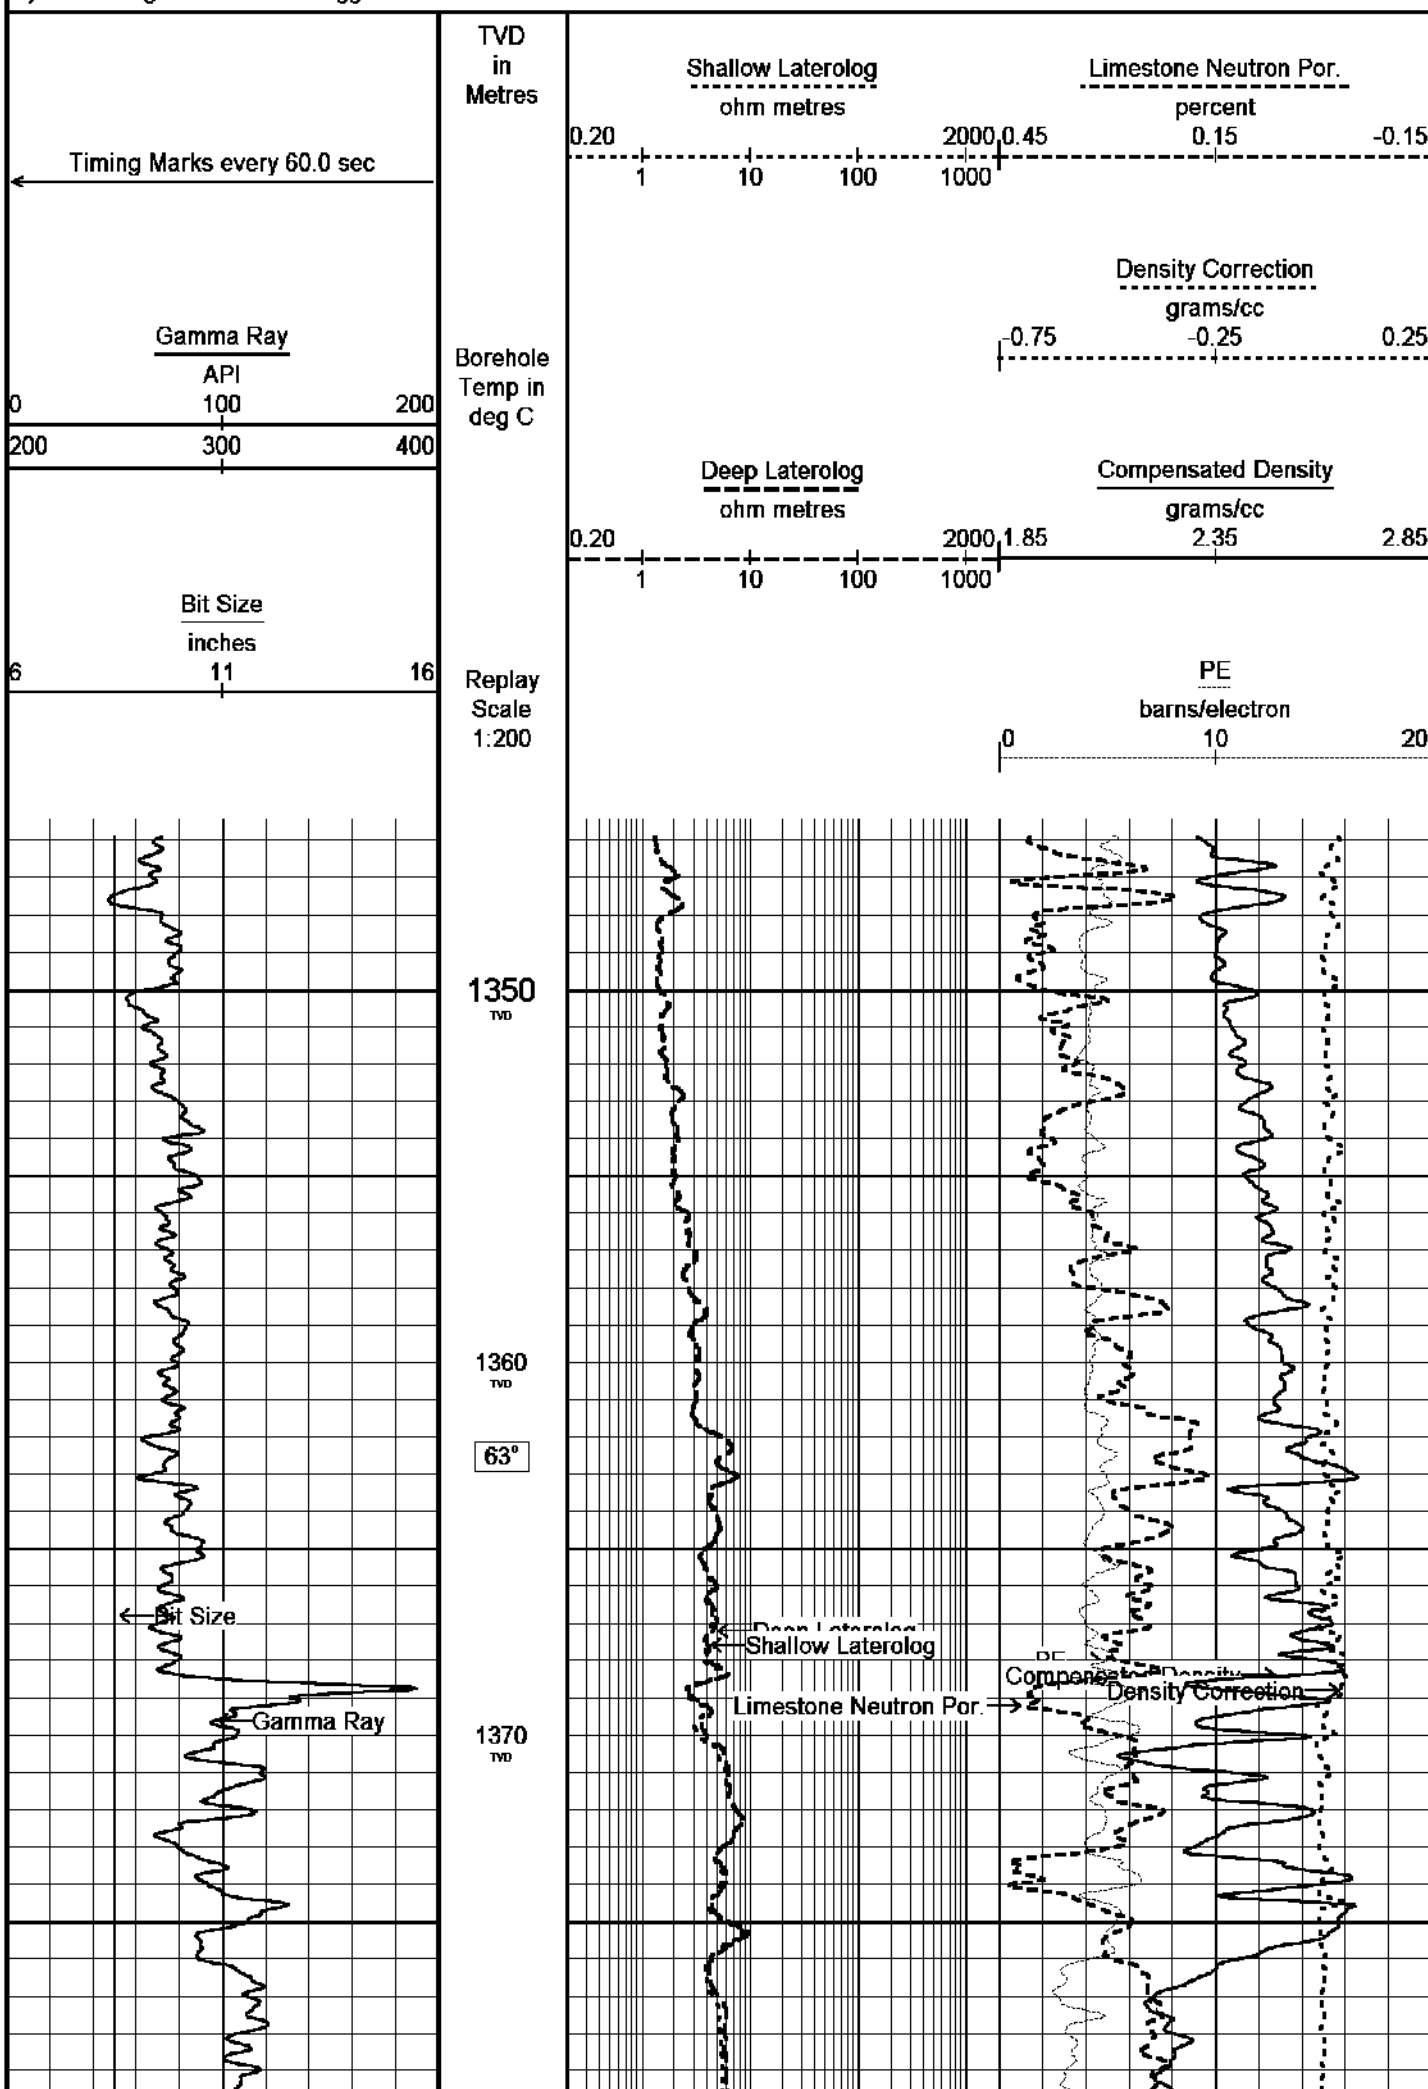 TVD
in
Metres
Shallow Laterolog
ohm metres
0.20 2000
1 10 100 1000
Limestone Neutron Por.
percent
0.45 0.15 -0.15
Timing Marks every 60.0 sec
Density Correction
grams/cc
-0.75 -0.25 0.25
Gamma Ray
API
0 100 200
200 300 400
Borehole
Temp in
deg C
Deep Laterolog
ohm metres
0.20 2000
1 10 100 1000
Compensated Density
grams/cc
1.85 2.35 2.85
Bit Size
inches
6 11 16
Replay
Scale
1:200
PE
barns/electron
0 10 20
1350
TVD
1360
TVD
63°
Bit Size
Deep Laterolog
Shallow Laterolog
PE
Compensated Density
Density Correction
Limestone Neutron Por.
Gamma Ray
1370
TVD